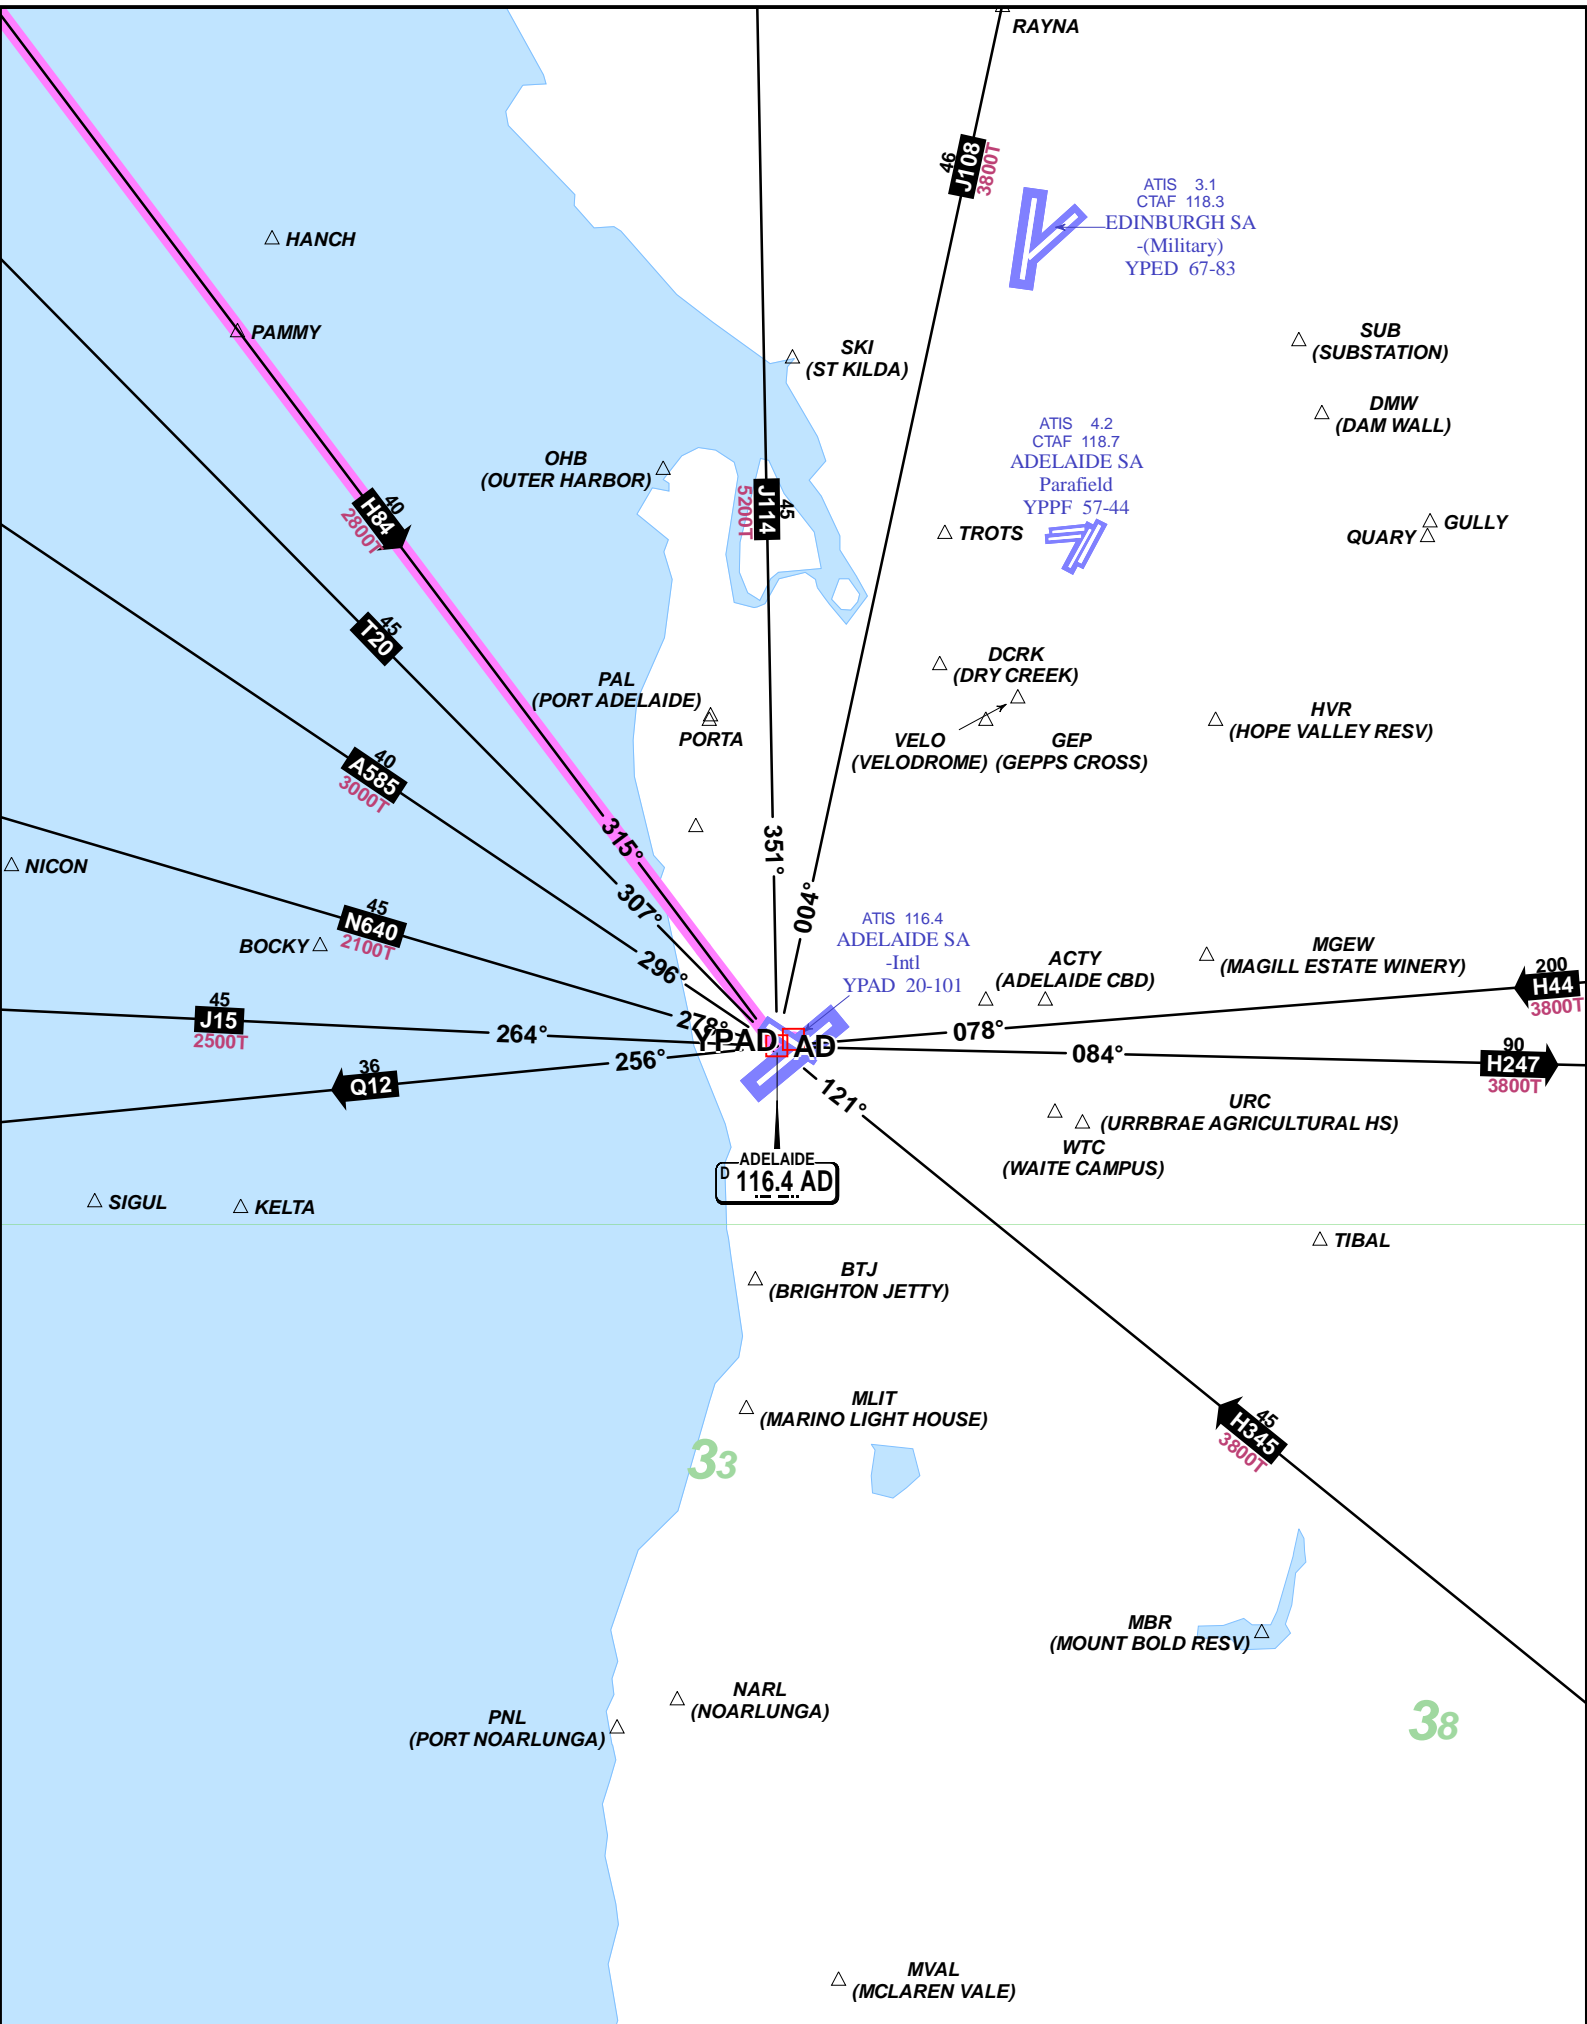 RAYNA
46
J108
3800T
ATIS 3.1
CTAF 118.3
EDINBURGH SA
-(Military)
YPED 67-83
HANCH
PAMMY
SKI
(ST KILDA)
SUB
(SUBSTATION)
DMW
(DAM WALL)
OHB
(OUTER HARBOR)
ATIS 4.2
CTAF 118.7
ADELAIDE SA
Parafield
YPPF 57-44
40
H84
2800T
45
J114
5200T
TROTS
GULLY
QUARY
45
T20
DCRK
(DRY CREEK)
PAL
(PORT ADELAIDE)
PORTA
VELO
(VELODROME)
GEP
(GEPPS CROSS)
HVR
(HOPE VALLEY RESV)
40
A585
3000T
315°
351°
NICON
307°
004°
45
N640
2100T
BOCKY
296°
ATIS 116.4
ADELAIDE SA
-Intl
YPAD 20-101
ACTY
(ADELAIDE CBD)
MGEW
(MAGILL ESTATE WINERY)
200
H44
3800T
45
J15
2500T
264°
278°
YPAD
AD
078°
084°
90
H247
3800T
36
Q12
256°
121°
URC
(URRBRAE AGRICULTURAL HS)
WTC
(WAITE CAMPUS)
ADELAIDE
D 116.4 AD
SIGUL
KELTA
TIBAL
BTJ
(BRIGHTON JETTY)
MLIT
(MARINO LIGHT HOUSE)
45
H345
3800T
33
MBR
(MOUNT BOLD RESV)
NARL
(NOARLUNGA)
PNL
(PORT NOARLUNGA)
38
MVAL
(MCLAREN VALE)